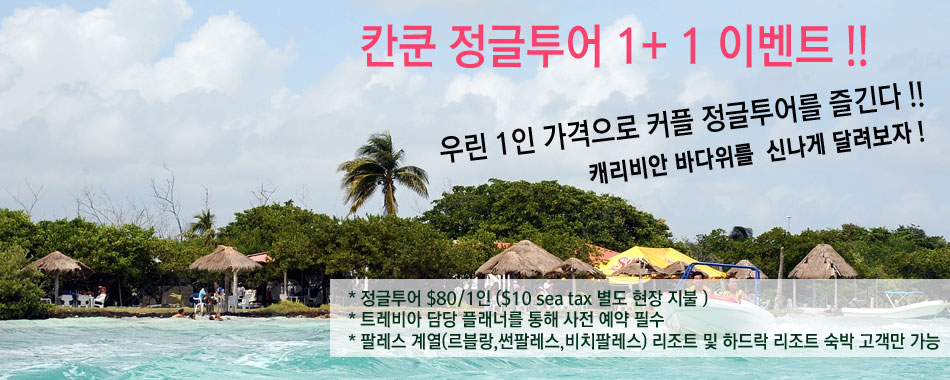 칸쿤 정글투어 1+ 1 이벤트 !!
우린 1인 가격으로 커플 정글투어를 즐긴다 !!
캐리비안 바다위를 신나게 달려보자 !
* 정글투어 $80/1인 ($10 sea tax 별도 현장 지불 )
* 트레비아 담당 플래너를 통해 사전 예약 필수
* 팔레스 계열(르블랑,썬팔레스,비치팔레스) 리조트 및 하드락 리조트 숙박 고객만 가능